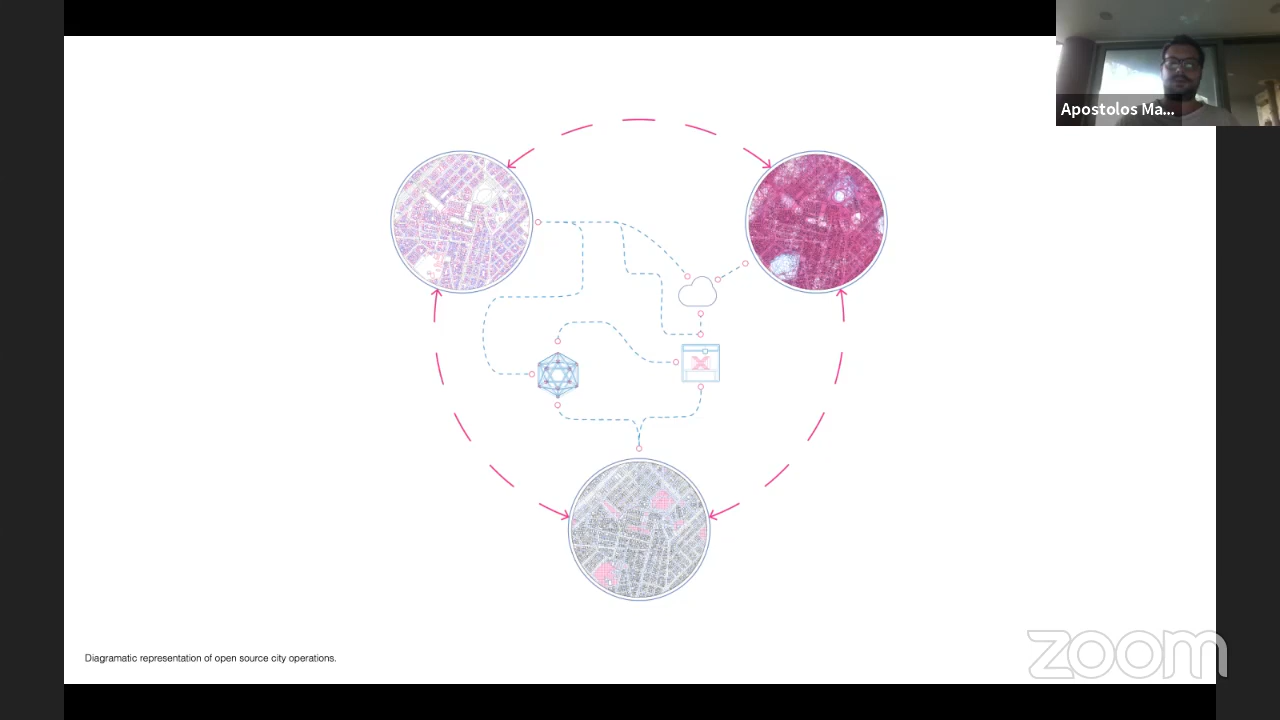 Apostolos Ma...
Diagramatic representation of open source city operations.
zoom